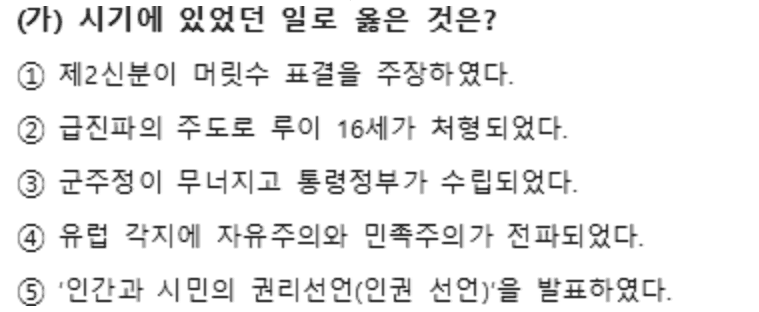 (가) 시기에 있었던 일로 옳은 것은?
① 제2신분이 머릿수 표결을 주장하였다.
② 급진파의 주도로 루이 16세가 처형되었다.
③ 군주정이 무너지고 통령정부가 수립되었다.
④ 유럽 각지에 자유주의와 민족주의가 전파되었다.
⑤ ‘인간과 시민의 권리선언(인권 선언)’을 발표하였다.